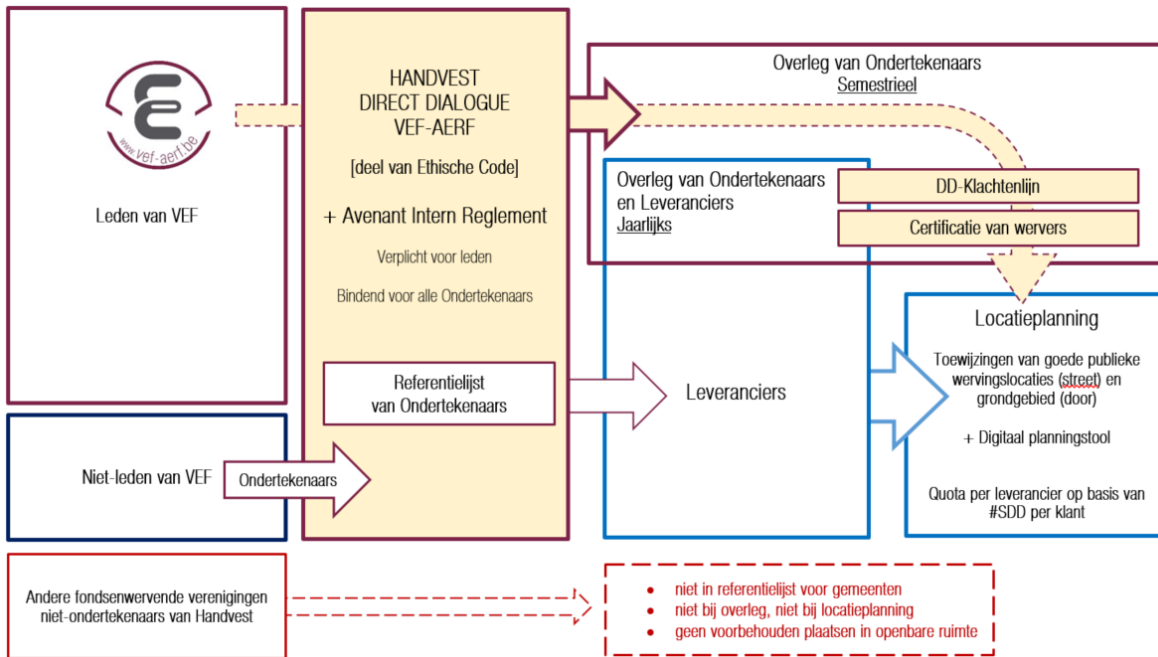 www.vef-aerf.be
Leden van VEF
HANDVEST
DIRECT DIALOGUE
VEF-AERF
[deel van Ethische Code]
+ Avenant Intern Reglement
Verplicht voor leden
Bindend voor alle Ondertekenaars
Referentielijst
van Ondertekenaars
Niet-leden van VEF
Ondertekenaars
Overleg van Ondertekenaars
Semestrieel
Overleg van Ondertekenaars
en Leveranciers
Jaarlijks
DD-Klachtenlijn
Certificatie van wervers
Leveranciers
Locatieplanning
Toewijzingen van goede publieke
wervingslocaties (street) en
grondgebied (door)
+ Digitaal planningstool
Quota per leverancier op basis van
#SDD per klant
Andere fondsenwervende verenigingen
niet-ondertekenaars van Handvest
• niet in referentielijst voor gemeenten
• niet bij overleg, niet bij locatieplanning
• geen voorbehouden plaatsen in openbare ruimte